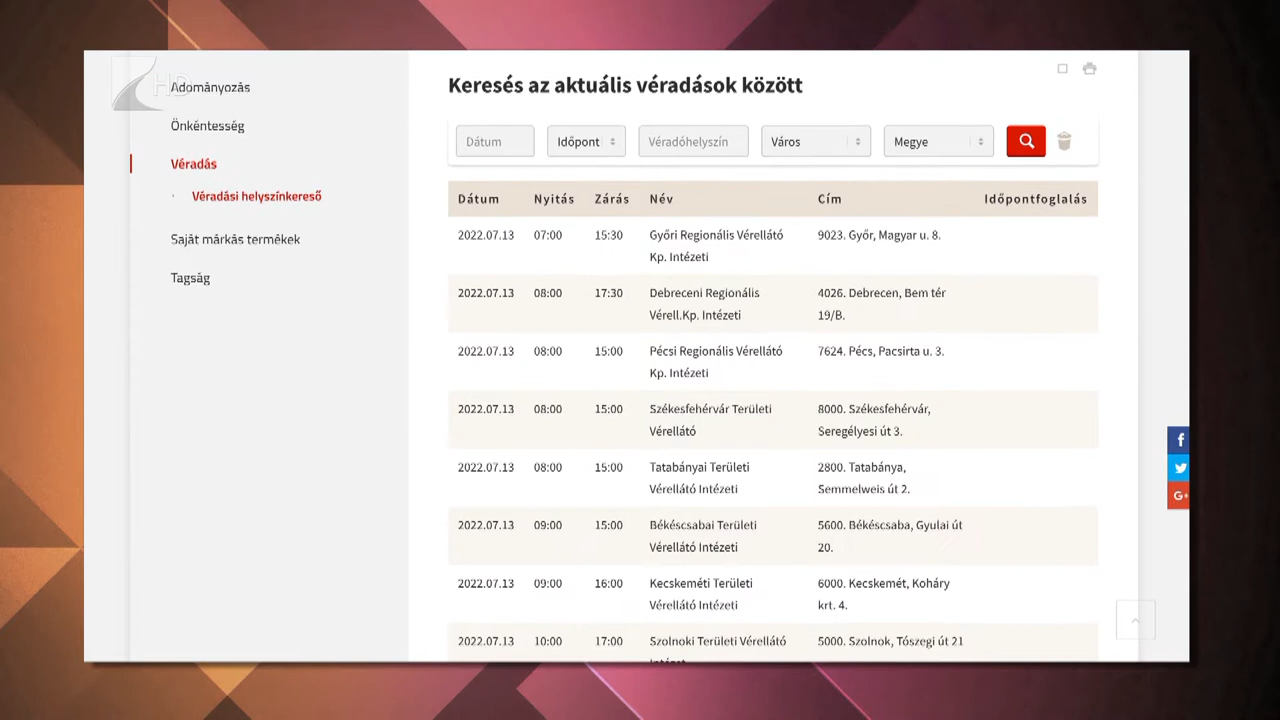 HD
Adományozás
Önkéntesség
Véradás
Véradási helyszínkereső
Saját márkás termékek
Tagság
Keresés az aktuális véradások között
Dátum Időpont Véradóhelyszín Város Megye
Dátum Nyitás Zárás Név Cím Időpontfoglalás
2022.07.13 07:00 15:30 Győri Regionális Vérellátó 9023. Győr, Magyar u. 8.
Kp. Intézeti
2022.07.13 08:00 17:30 Debreceni Regionális 4026. Debrecen, Bem tér
Vérell.Kp. Intézeti 19/B.
2022.07.13 08:00 15:00 Pécsi Regionális Vérellátó 7624. Pécs, Pacsirta u. 3.
Kp. Intézeti
2022.07.13 08:00 15:00 Székesfehérvár Területi 8000. Székesfehérvár,
Vérellátó Seregélyesi út 3.
2022.07.13 08:00 15:00 Tatabányai Területi 2800. Tatabánya,
Vérellátó Intézeti Semmelweis út 2.
2022.07.13 09:00 15:00 Békéscsabai Területi 5600. Békéscsaba, Gyulai út
Vérellátó Intézeti 20.
2022.07.13 09:00 16:00 Kecskeméti Területi 6000. Kecskemét, Koháry
Vérellátó Intézeti krt. 4.
2022.07.13 10:00 17:00 Szolnoki Területi Vérellátó 5000. Szolnok, Tószegi út 21
f
G+